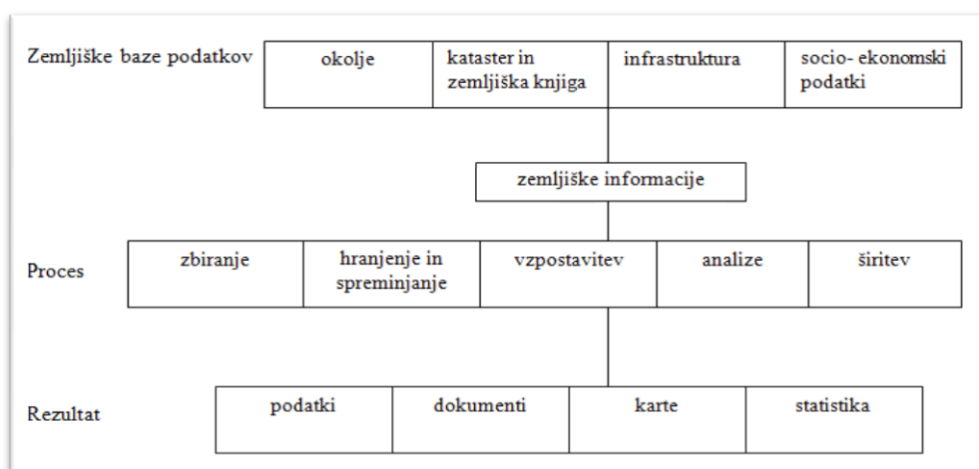 Zemljiške baze podatkov
okolje
kataster in
zemljiška knjiga
infrastruktura
socio- ekonomski
podatki
zemljiške informacije
Proces
zbiranje
hranjenje in
spreminjanje
vzpostavitev
analize
širitev
Rezultat
podatki
dokumenti
karte
statistika